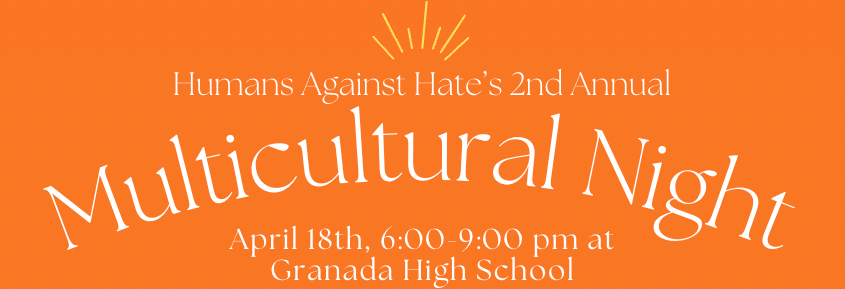 Humans Against Hate’s 2nd Annual
Multicultural Night
April 18th, 6:00-9:00 pm at
Granada High School